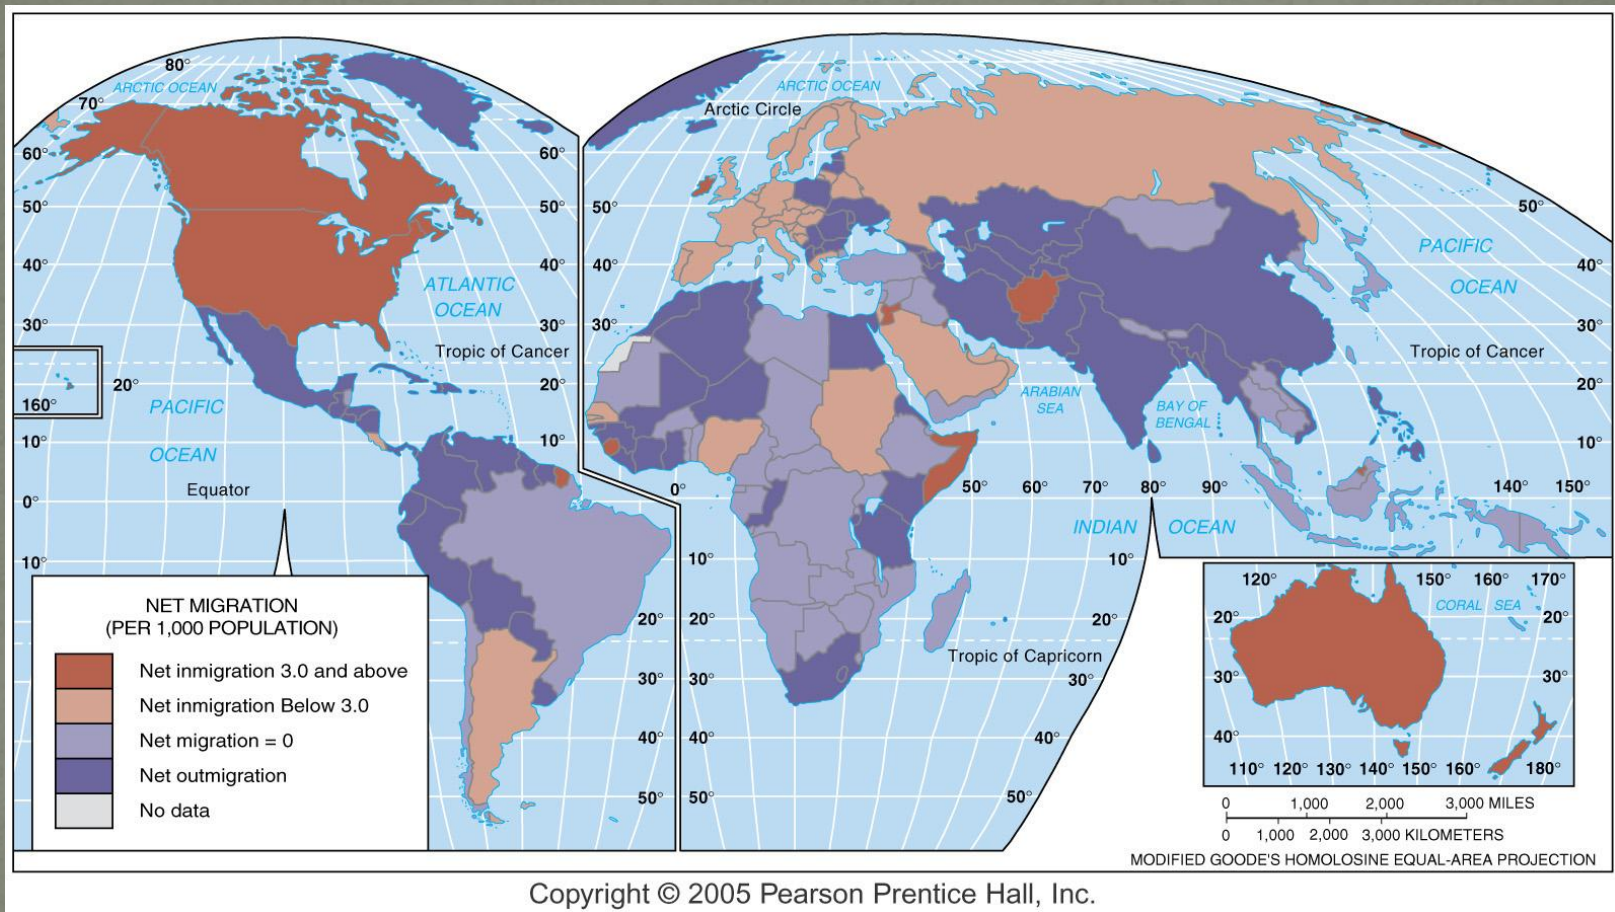 80°
ARCTIC OCEAN
70°
60°
60°
50°
50°
40°
40°
ATLANTIC
OCEAN
30°
30°
Tropic of Cancer
20°
20°
160°
PACIFIC
OCEAN
10°
10°
Equator
0°
10°
20°
30°
40°
50°
ARCTIC OCEAN
Arctic Circle
50°
50°
PACIFIC
OCEAN
40°
40°
30°
30°
Tropic of Cancer
20°
ARABIAN
SEA
BAY OF
BENGAL
10°
0°
50°
60°
70°
80°
90°
140°
150°
INDIAN
OCEAN
10°
10°
20°
20°
Tropic of Capricorn
30°
30°
40°
40°
50°
50°
NET MIGRATION
(PER 1,000 POPULATION)
Net inmigration 3.0 and above
Net inmigration Below 3.0
Net migration = 0
Net outmigration
No data
120°
150°
160°
170°
CORAL SEA
20°
20°
30°
30°
40°
110°
120°
130°
140°
150°
160°
180°
0 1,000 2,000 3,000 MILES
0 1,000 2,000 3,000 KILOMETERS
MODIFIED GOODE'S HOMOLOSINE EQUAL-AREA PROJECTION
Copyright © 2005 Pearson Prentice Hall, Inc.